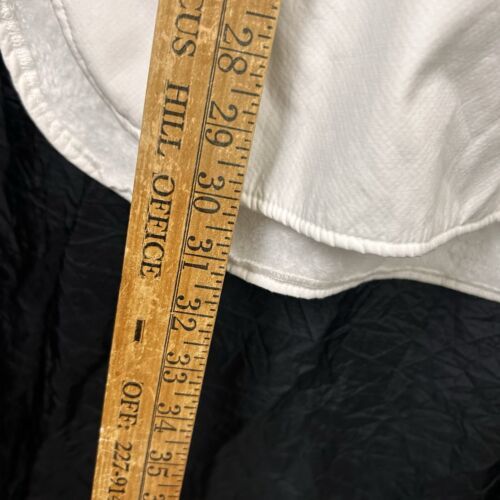 CUS HILL OFFICE -
OFF: 227-91
28 29 30 31 32 33 34 35